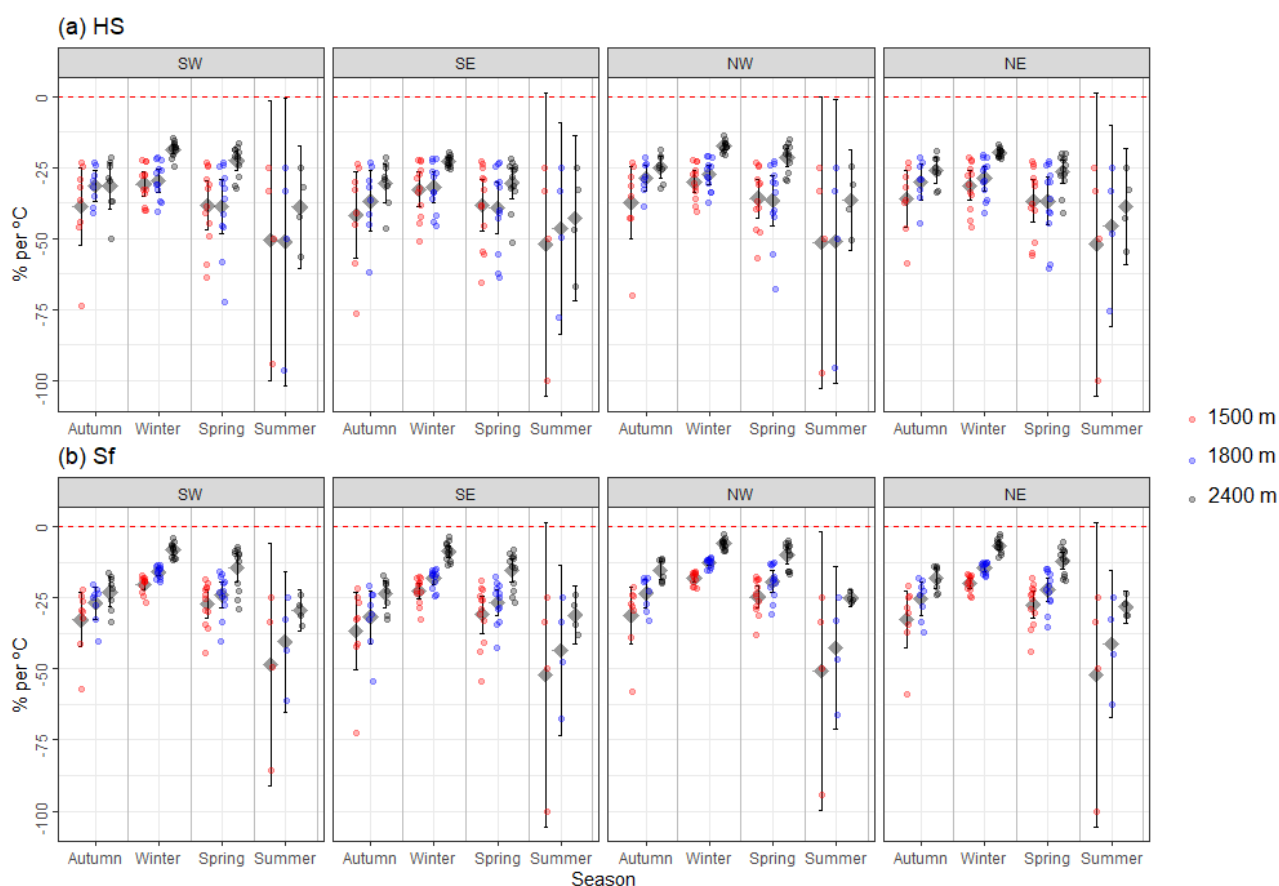 (a) HS
SW SE NW NE
% per ºC
0
-25
-50
-75
-100
Autumn Winter Spring Summer Autumn Winter Spring Summer Autumn Winter Spring Summer Autumn Winter Spring Summer
1500 m
1800 m
2400 m
(b) Sf
SW SE NW NE
% per ºC
0
-25
-50
-75
-100
Autumn Winter Spring Summer Autumn Winter Spring Summer Autumn Winter Spring Summer Autumn Winter Spring Summer
Season